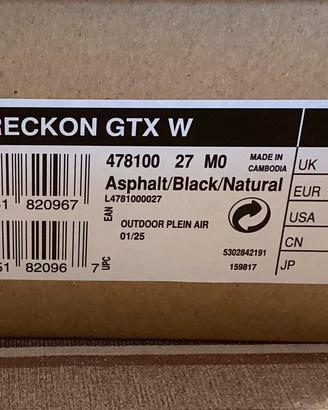 RECKON GTX W
478100 27 M0
MADE IN
CAMBODIA
Asphalt/Black/Natural
L4781000027
820967
EAN
OUTDOOR PLEIN AIR
01/25
51 82096 7
UPC
5302842191
159817
UK
EUR
USA
CN
JP